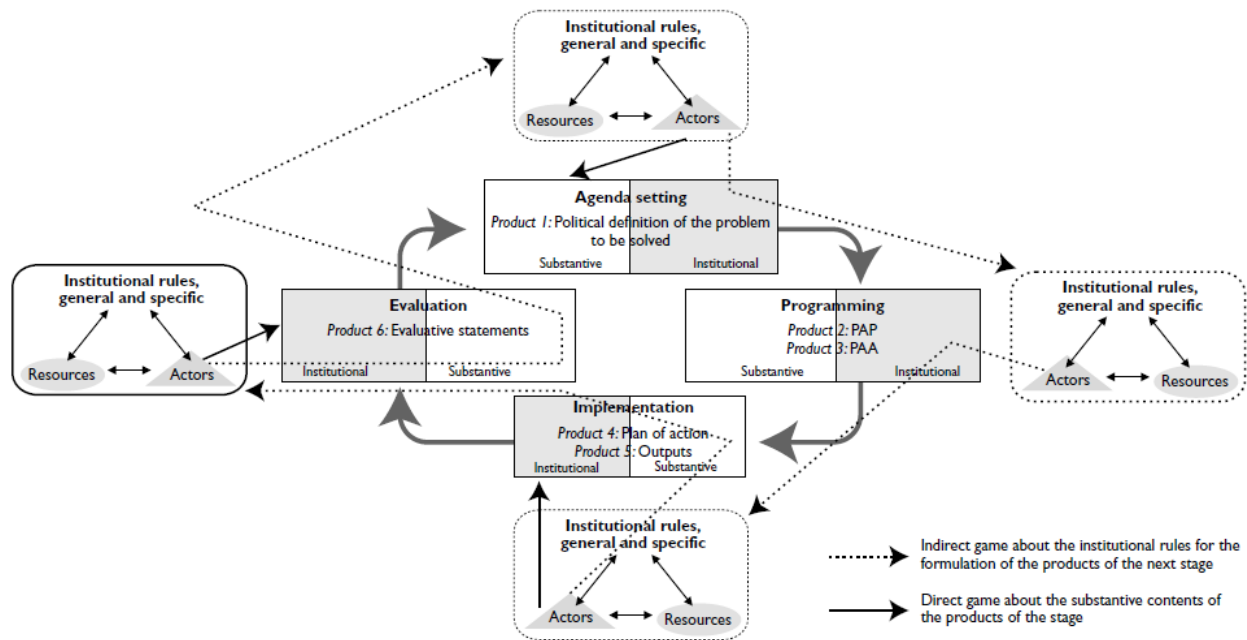 Institutional rules,
general and specific
Resources
Actors
Agenda setting
Product 1: Political definition of the problem
to be solved
Substantive
Institutional
Institutional rules,
general and specific
Resources
Actors
Evaluation
Product 6: Evaluative statements
Institutional
Substantive
Programming
Product 2: PAP
Product 3: PAA
Substantive
Institutional
Institutional rules,
general and specific
Actors
Resources
Implementation
Product 4: Plan of action
Product 5: Outputs
Institutional
Substantive
Institutional rules,
general and specific
Actors
Resources
Indirect game about the institutional rules for the
formulation of the products of the next stage
Direct game about the substantive contents of
the products of the stage